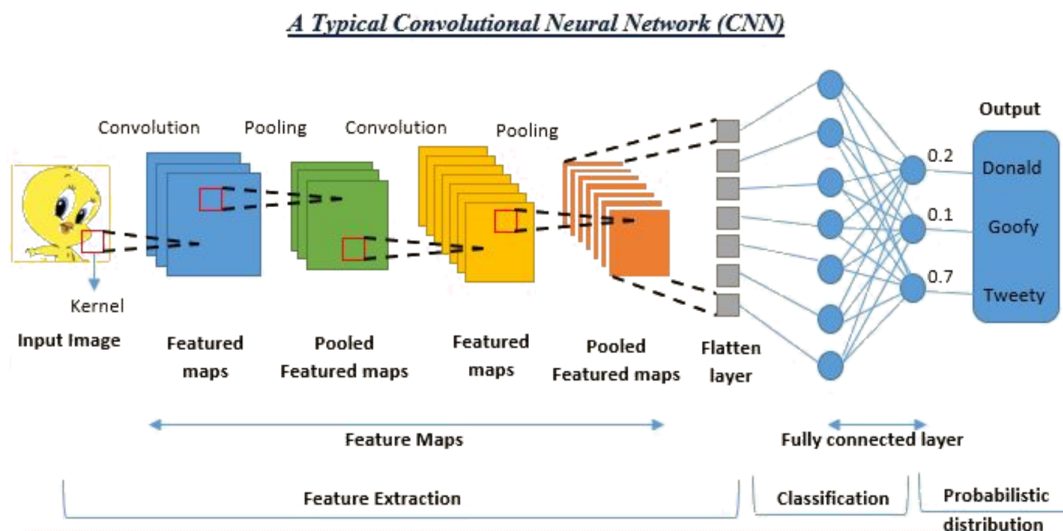 A Typical Convolutional Neural Network (CNN)
Convolution
Pooling
Convolution
Pooling
Output
0.2
Donald
0.1
Goofy
0.7
Tweety
Kernel
Input Image
Featured
maps
Pooled
Featured maps
Featured
maps
Pooled
Featured maps
Flatten
layer
Feature Maps
Fully connected layer
Feature Extraction
Classification
Probabilistic
distribution